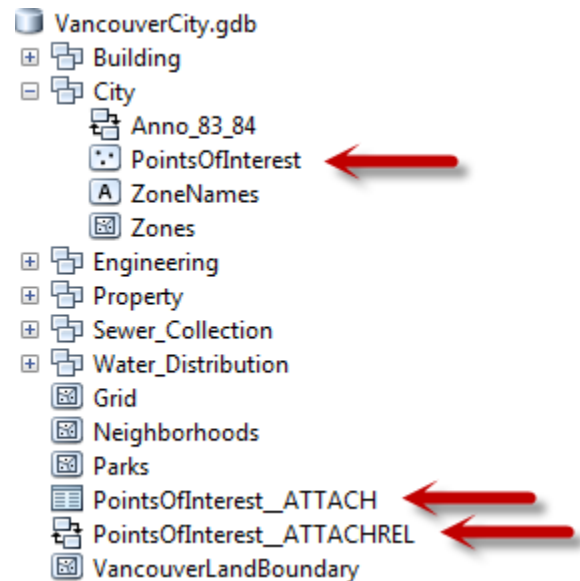 VancouverCity.gdb
Building
City
Anno_83_84
PointsOfInterest
A ZoneNames
Zones
Engineering
Property
Sewer_Collection
Water_Distribution
Grid
Neighborhoods
Parks
PointsOfInterest__ATTACH
PointsOfInterest__ATTACHREL
VancouverLandBoundary